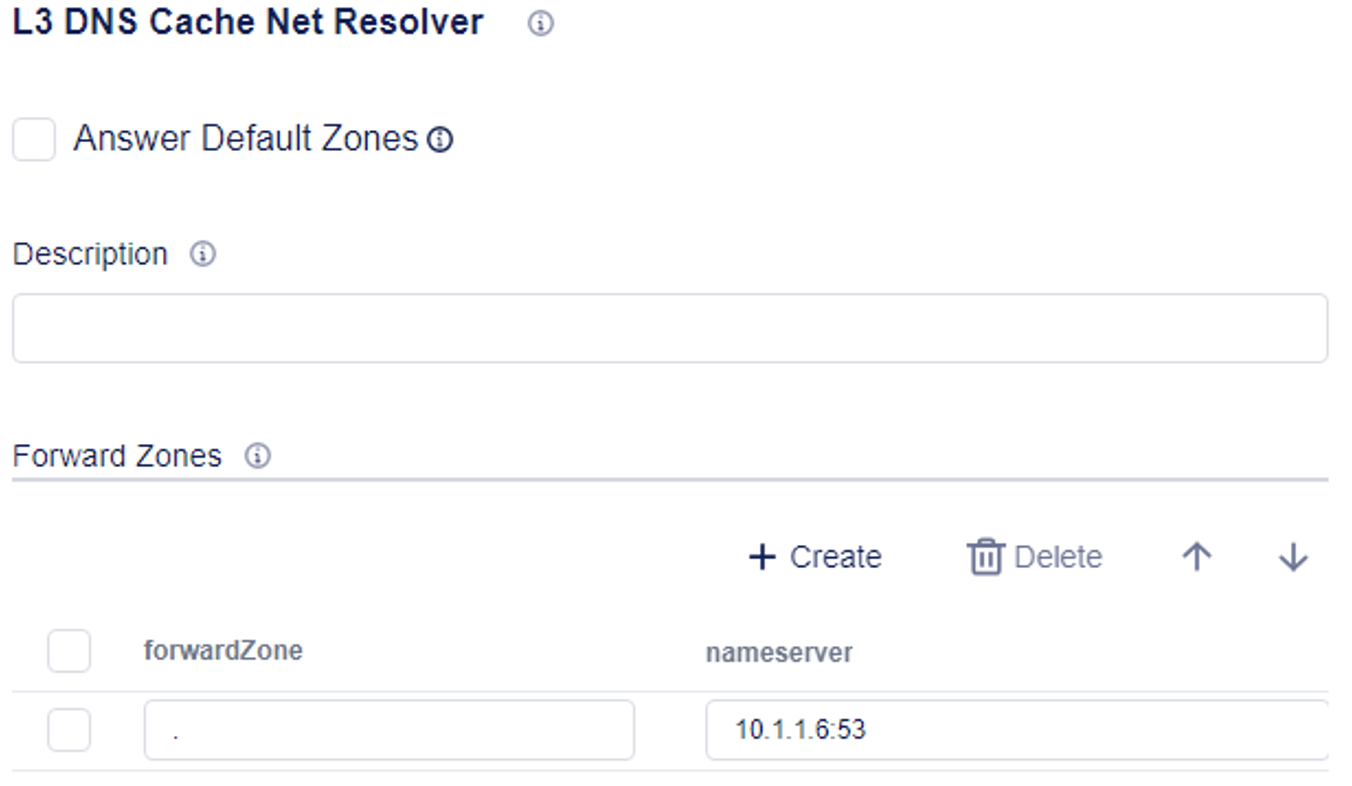 L3 DNS Cache Net Resolver
Answer Default Zones
Description
Forward Zones
+ Create Delete
forwardZone nameserver
. 10.1.1.6:53